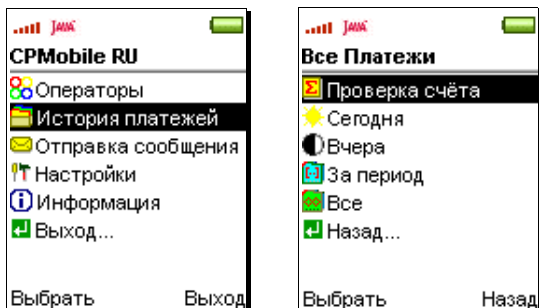 JAVA
CPMobile RU
Операторы
История платежей
Отправка сообщения
Настройки
Информация
Выход...
Выбрать Выход
JAVA
Все Платежи
Проверка счёта
Сегодня
Вчера
За период
Все
Назад...
Выбрать Назад